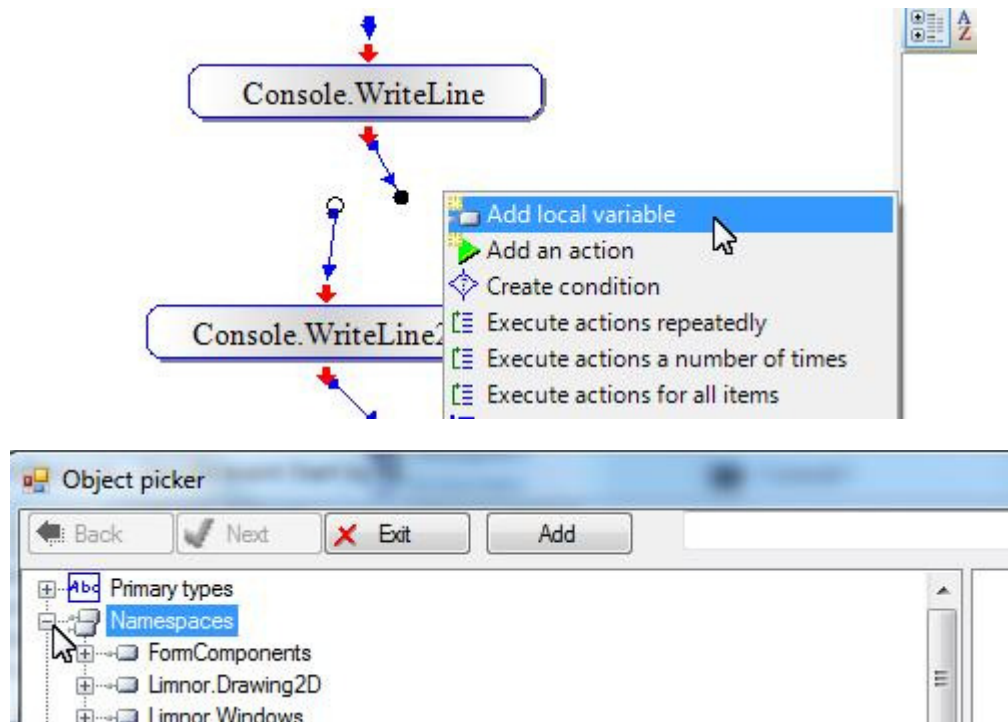 A
Z
Console.WriteLine
Add local variable
Add an action
Create condition
Console.WriteLine2
Execute actions repeatedly
Execute actions a number of times
Execute actions for all items
Object picker
Back Next Exit Add
Abc Primary types
Namespaces
FormComponents
Limnor.Drawing2D
Limnor.Windows